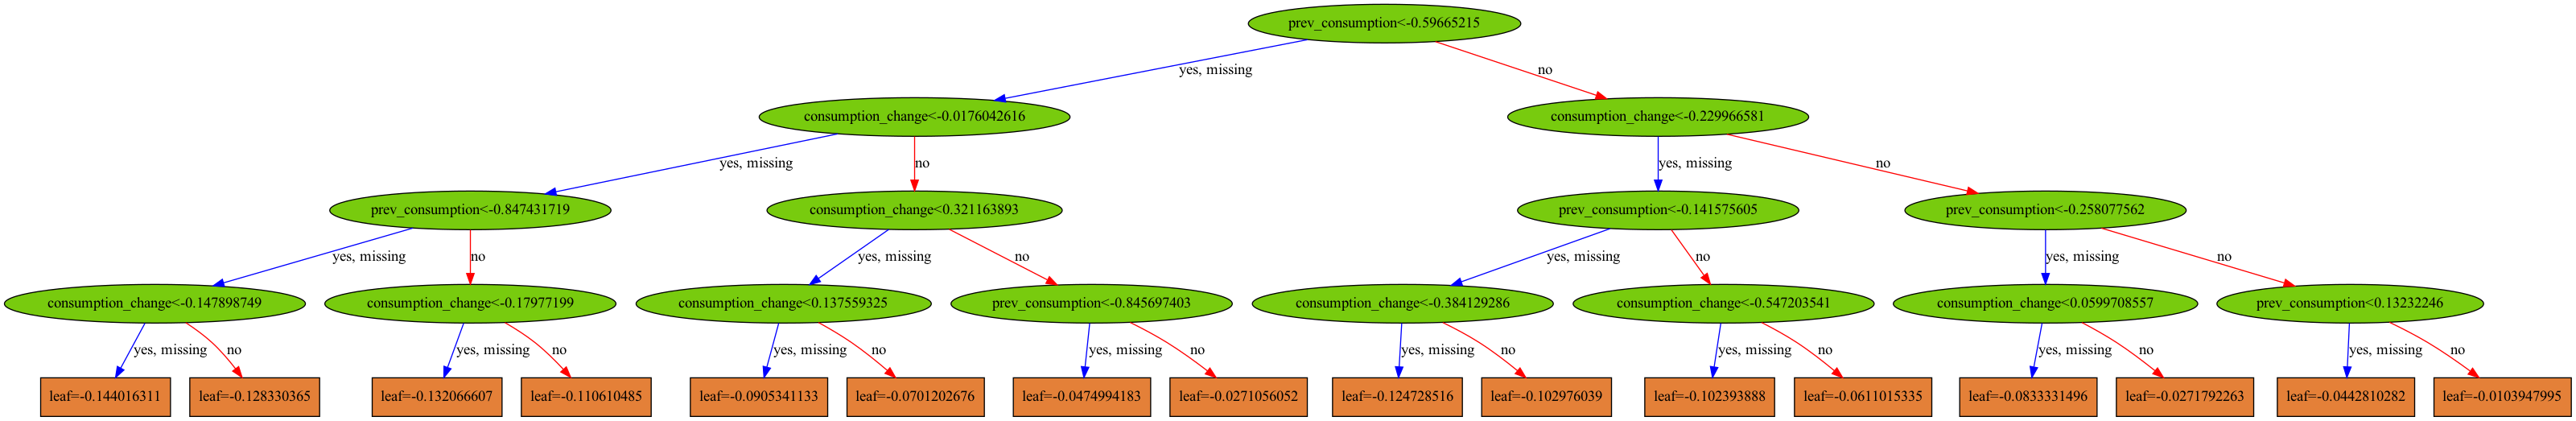 prev_consumption<-0.59665215
yes, missing
no
consumption_change<-0.0176042616
consumption_change<-0.229966581
yes, missing
no
yes, missing
no
prev_consumption<-0.847431719
consumption_change<0.321163893
prev_consumption<-0.141575605
prev_consumption<-0.258077562
yes, missing
no
yes, missing
no
yes, missing
no
yes, missing
no
consumption_change<-0.147898749
consumption_change<-0.17977199
consumption_change<0.137559325
prev_consumption<-0.845697403
consumption_change<-0.384129286
consumption_change<-0.547203541
consumption_change<0.0599708557
prev_consumption<0.13232246
yes, missing
no
yes, missing
no
yes, missing
no
yes, missing
no
yes, missing
no
yes, missing
no
yes, missing
no
yes, missing
no
leaf=-0.144016311
leaf=-0.128330365
leaf=-0.132066607
leaf=-0.110610485
leaf=-0.0905341133
leaf=-0.0701202676
leaf=-0.0474994183
leaf=-0.0271056052
leaf=-0.124728516
leaf=-0.102976039
leaf=-0.102393888
leaf=-0.0611015335
leaf=-0.0833331496
leaf=-0.0271792263
leaf=-0.0442810282
leaf=-0.0103947995